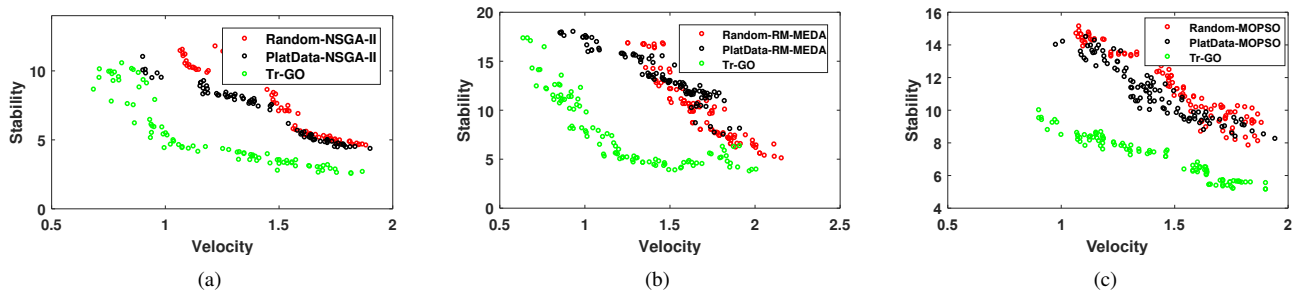 Random-NSGA-II
PlatData-NSGA-II
Tr-GO
10
5
0
Stability
0.5
1
1.5
2
Velocity
(a)
Random-RM-MEDA
PlatData-RM-MEDA
Tr-GO
20
15
10
5
0
Stability
0.5
1
1.5
2
2.5
Velocity
(b)
Random-MOPSO
PlatData-MOPSO
Tr-GO
16
14
12
10
8
6
4
Stability
0.5
1
1.5
2
Velocity
(c)